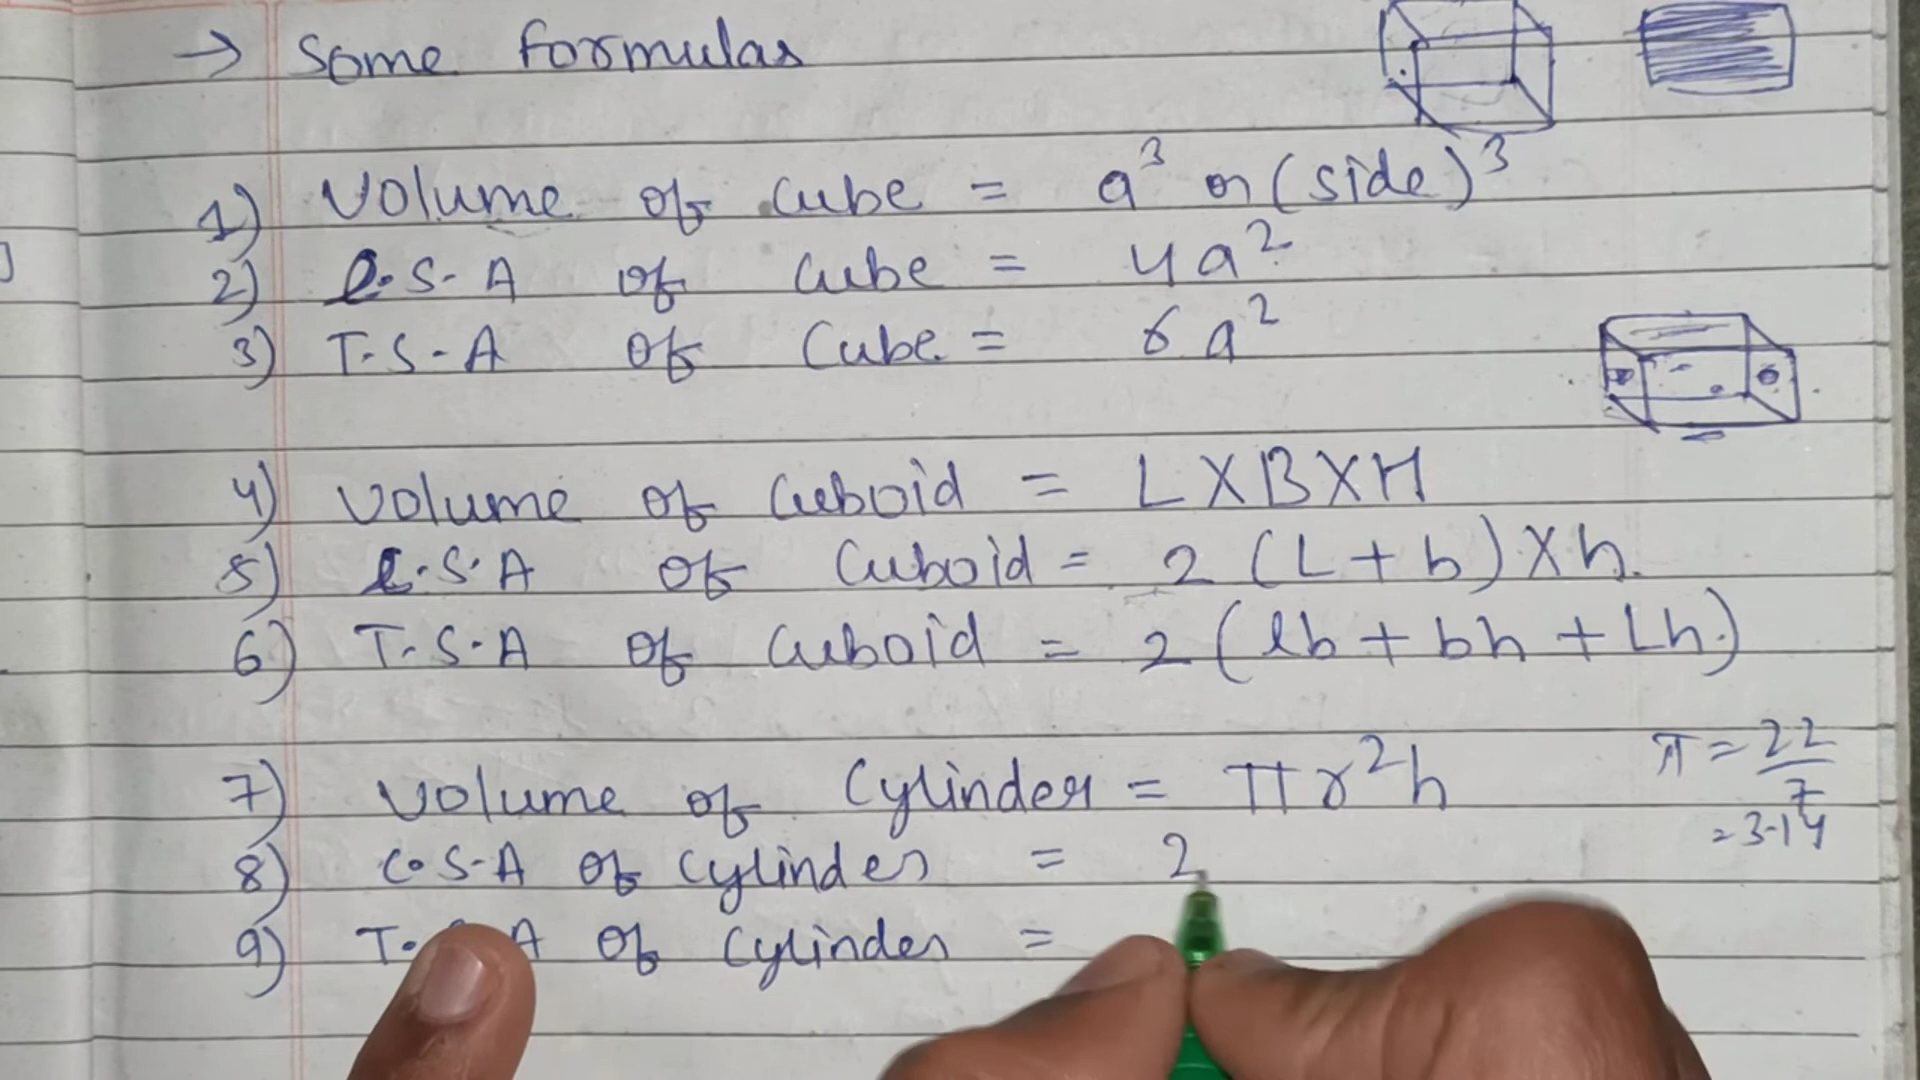 → Some formulas
1) Volume of cube = a³ or (side)³
2) L.S.A of Cube = 4a²
3) T.S.A of Cube = 6a²
4) Volume of Cuboid = L×B×H
5) L.S.A of Cuboid = 2(L+b)×h.
6) T.S.A of Cuboid = 2(lb+bh+Lh)
7) Volume of Cylinder = πr²h
π = 22/7
= 3.14
8) C.S.A of Cylinder = 2
9) T. A of Cylinder =